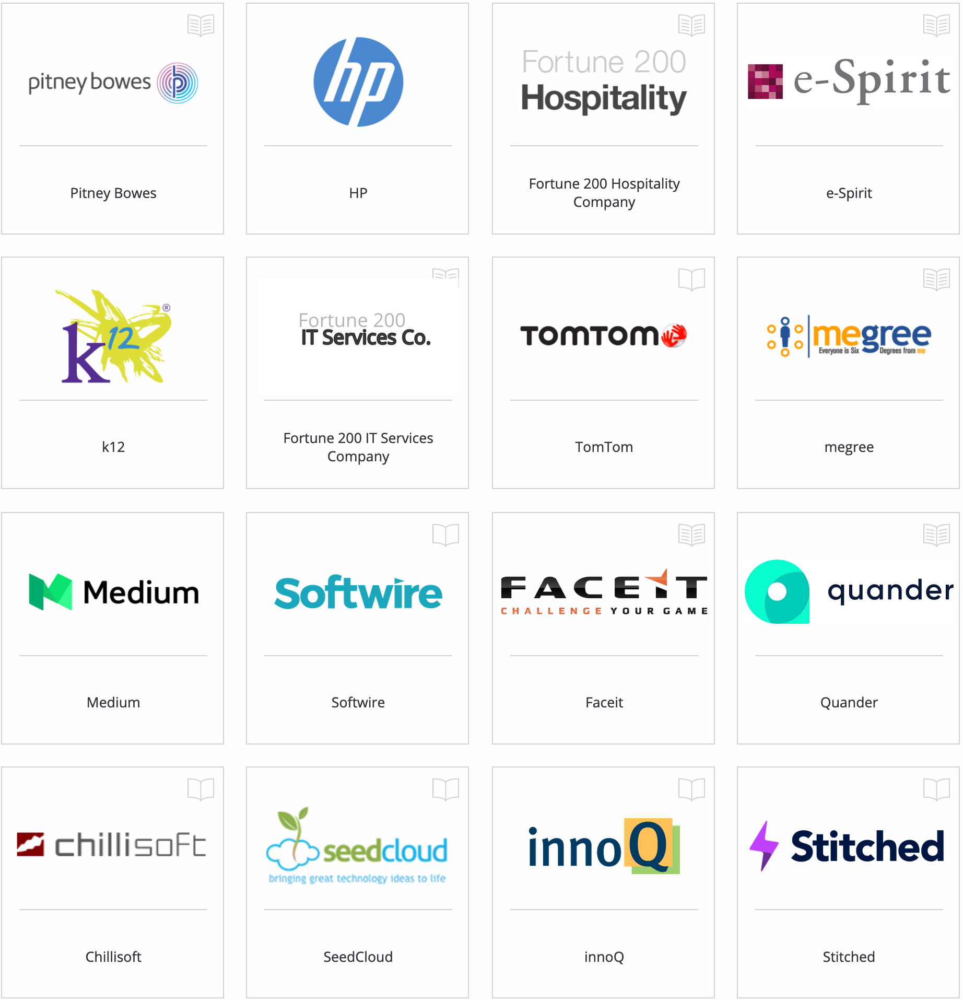 pitney bowes
Pitney Bowes
hp
HP
Fortune 200
Hospitality
Fortune 200 Hospitality
Company
e-Spirit
e-Spirit
k12®
k12
Fortune 200
IT Services Co.
Fortune 200 IT Services
Company
TOMTOM
TomTom
megree
Everyone is Six Degrees from me
megree
Medium
Medium
Softwire
Softwire
FACEIT
CHALLENGE YOUR GAME
Faceit
quander
Quander
chillisoft
Chillisoft
seedcloud
bringing great technology ideas to life
SeedCloud
innoQ
innoQ
Stitched
Stitched